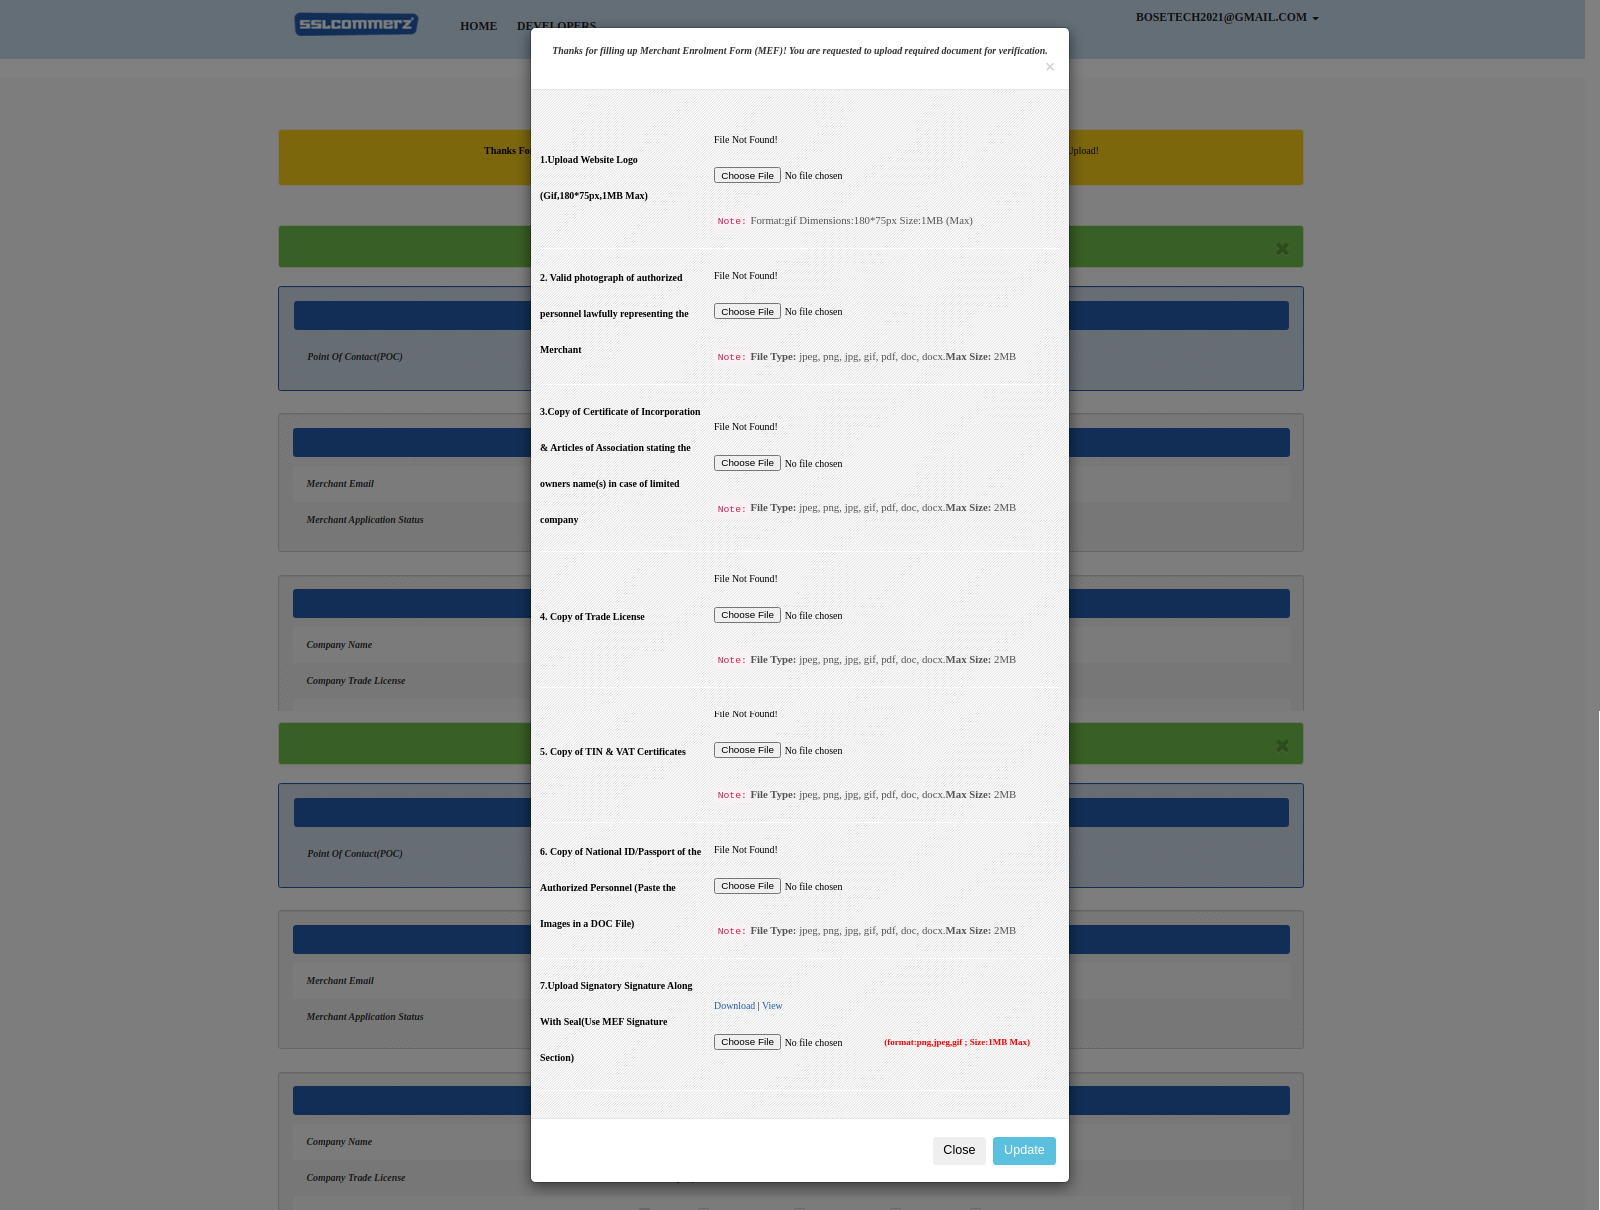 SSLCOMMERZ
HOME DEVELOPERS
BOSETECH2021@GMAIL.COM
Thanks for filling up Merchant Enrolment Form (MEF)! You are requested to upload required document for verification.
×
Thanks Fo
Upload!
File Not Found!
1.Upload Website Logo
(Gif,180*75px,1MB Max)
Choose File No file chosen
Note: Format:gif Dimensions:180*75px Size:1MB (Max)
2. Valid photograph of authorized
personnel lawfully representing the
Merchant
File Not Found!
Choose File No file chosen
Note: File Type: jpeg, png, jpg, gif, pdf, doc, docx.Max Size: 2MB
Point Of Contact(POC)
3.Copy of Certificate of Incorporation
& Articles of Association stating the
owners name(s) in case of limited
company
File Not Found!
Choose File No file chosen
Note: File Type: jpeg, png, jpg, gif, pdf, doc, docx.Max Size: 2MB
Merchant Email
Merchant Application Status
File Not Found!
4. Copy of Trade License
Choose File No file chosen
Note: File Type: jpeg, png, jpg, gif, pdf, doc, docx.Max Size: 2MB
Company Name
Company Trade License
File Not Found!
5. Copy of TIN & VAT Certificates
Choose File No file chosen
Note: File Type: jpeg, png, jpg, gif, pdf, doc, docx.Max Size: 2MB
Point Of Contact(POC)
6. Copy of National ID/Passport of the
Authorized Personnel (Paste the
Images in a DOC File)
File Not Found!
Choose File No file chosen
Note: File Type: jpeg, png, jpg, gif, pdf, doc, docx.Max Size: 2MB
Merchant Email
Merchant Application Status
7.Upload Signatory Signature Along
With Seal(Use MEF Signature
Section)
Download | View
Choose File No file chosen (format:png,jpeg,gif ; Size:1MB Max)
Company Name
Company Trade License
Close Update